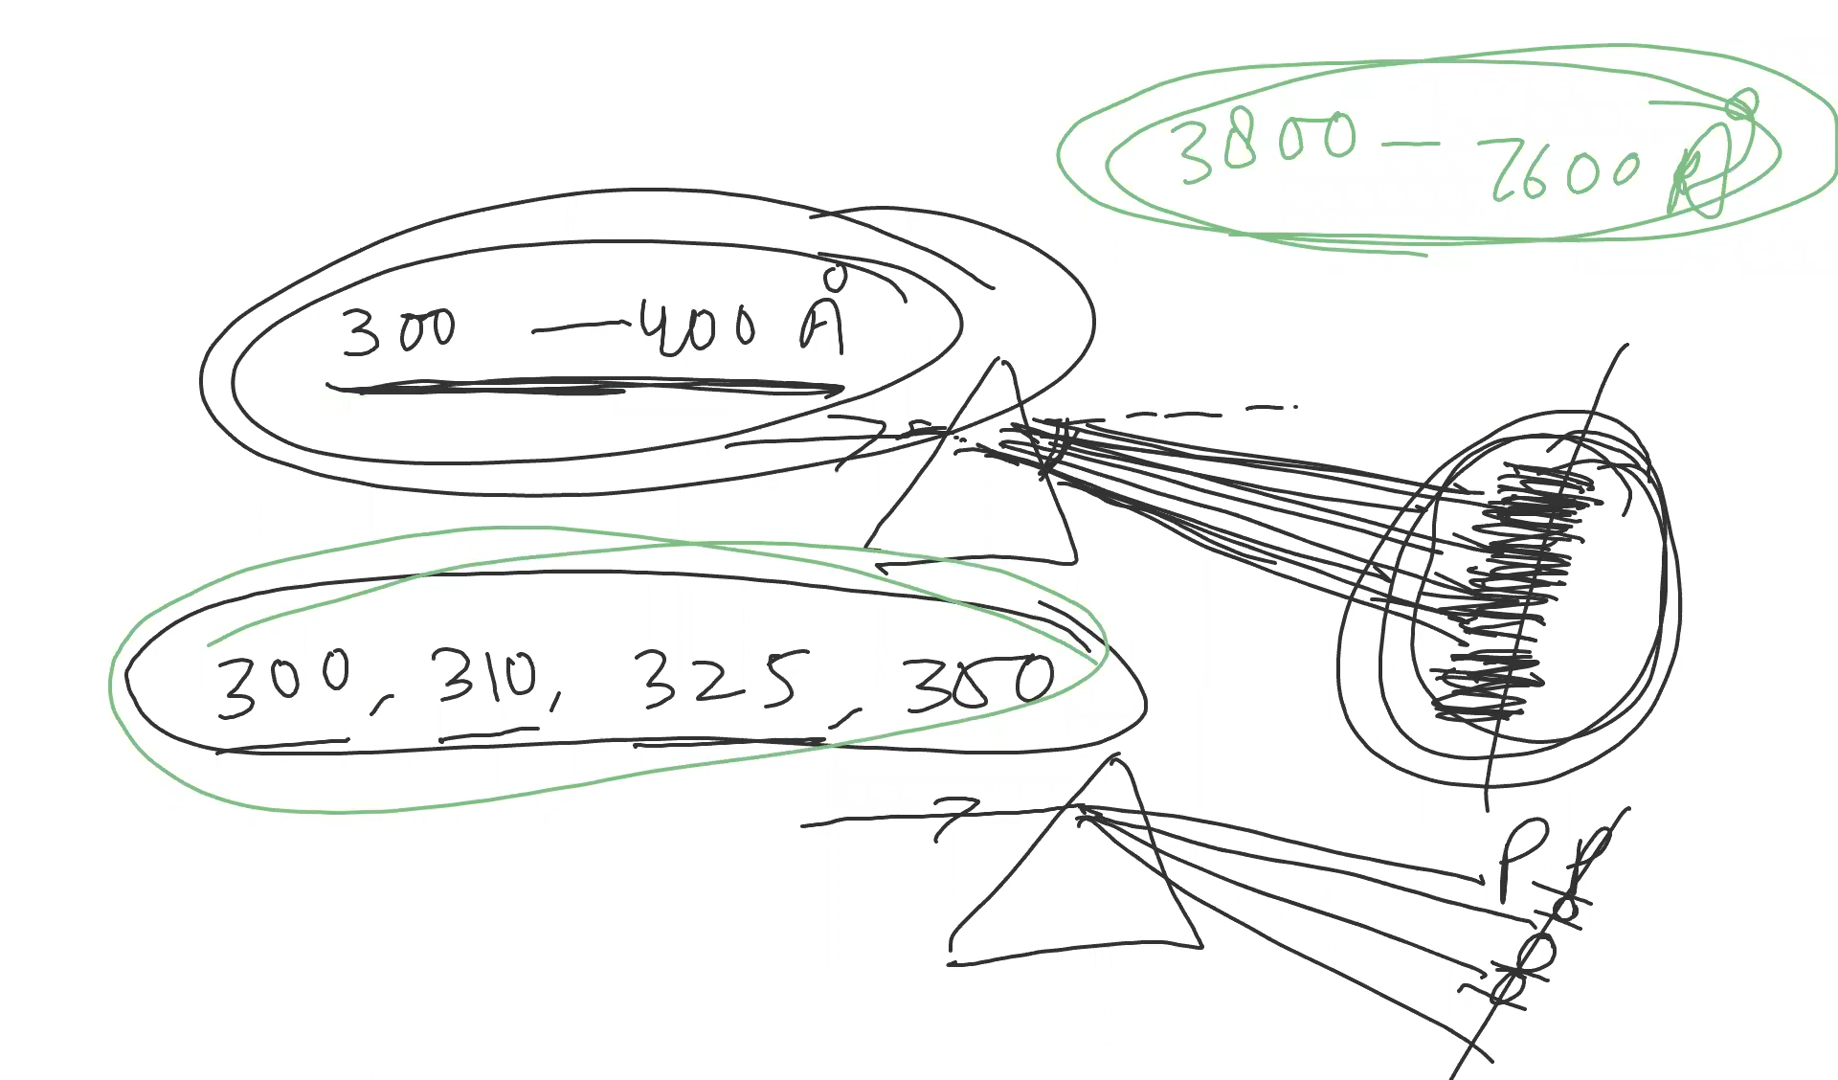 3800 — 7600 Å
300 — 400 Å
300, 310, 325, 350
P